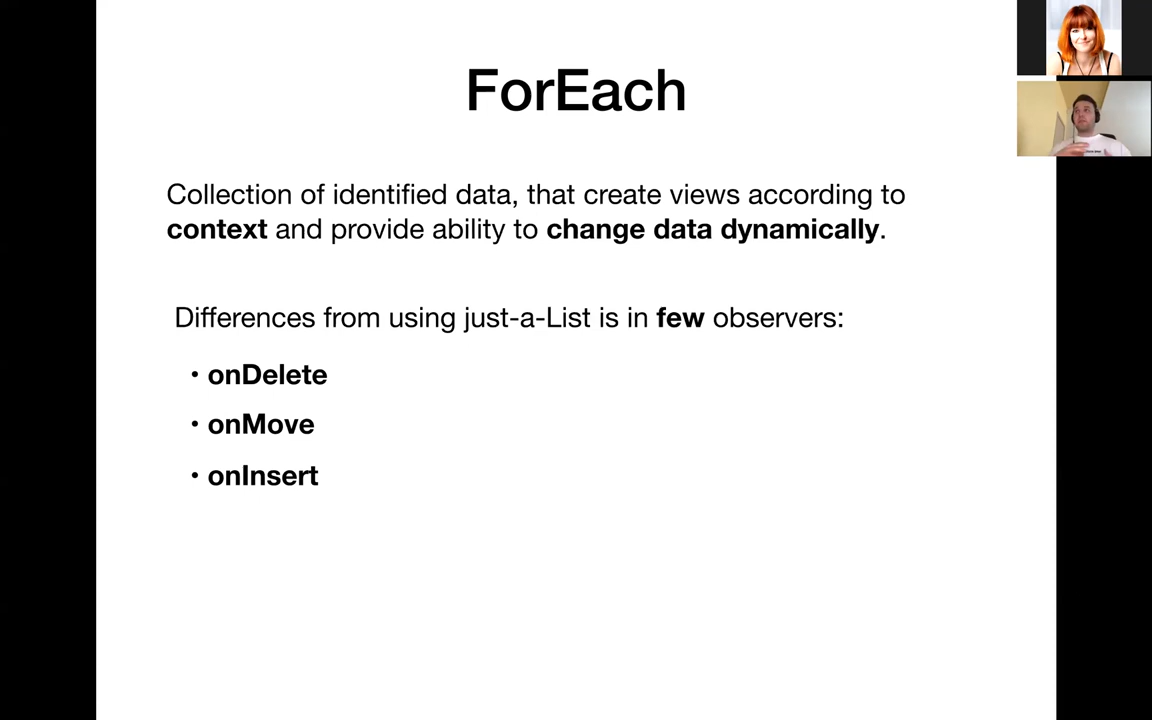 ForEach
Collection of identified data, that create views according to
context and provide ability to change data dynamically.
Differences from using just-a-List is in few observers:
• onDelete
• onMove
• onInsert